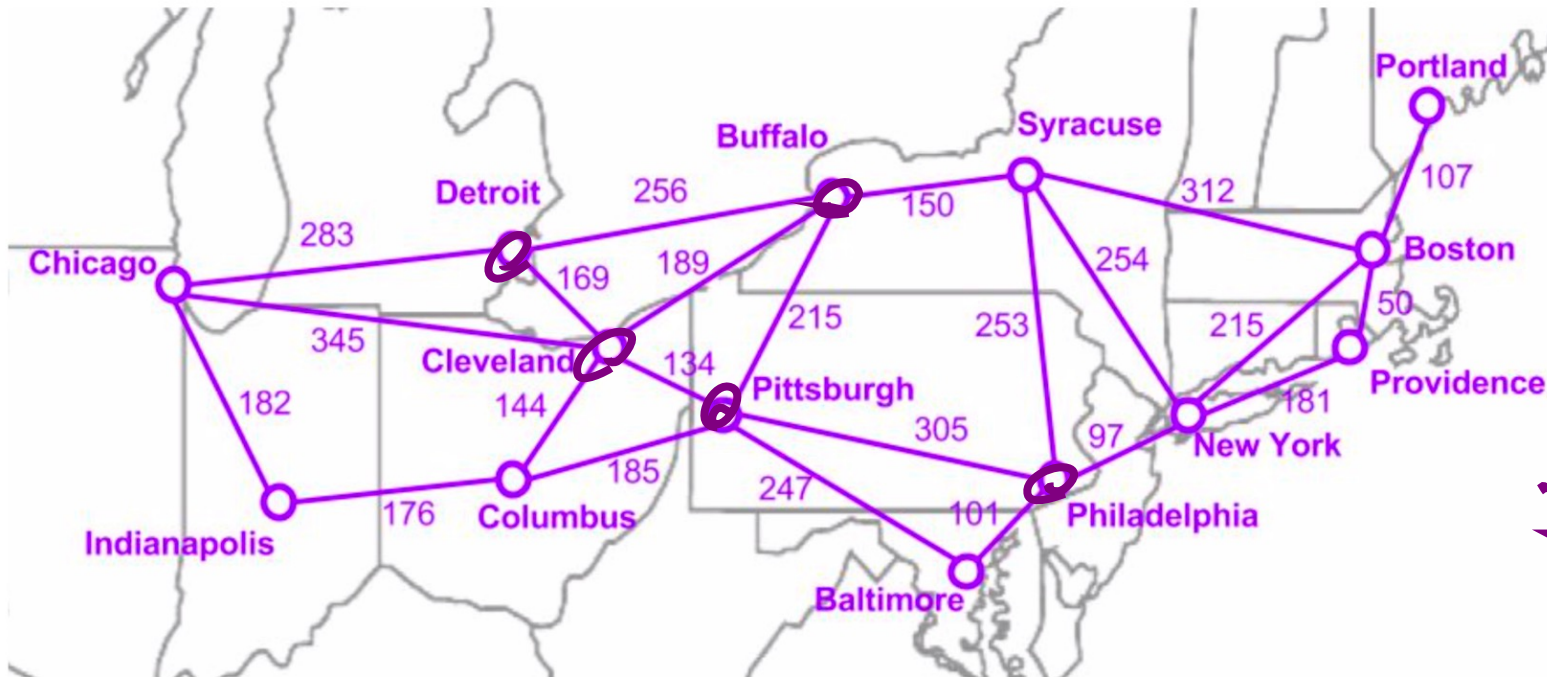 Portland
Syracuse
Buffalo
107
Detroit
256
312
150
283
Boston
Chicago
189
254
169
50
215
253
215
345
Cleveland
134
Pittsburgh
Providence
182
144
181
305
97
New York
185
247
176
101
Columbus
Philadelphia
Indianapolis
Baltimore